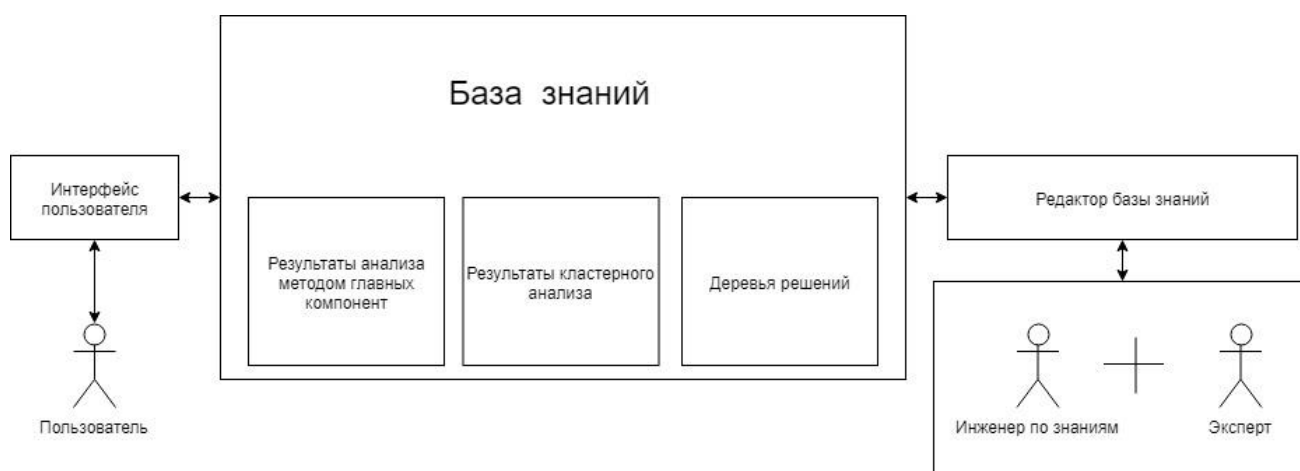 База знаний
Интерфейс
пользователя
Результаты анализа
методом главных
компонент
Результаты кластерного
анализа
Деревья решений
Редактор базы знаний
Пользователь
Инженер по знаниям
Эксперт